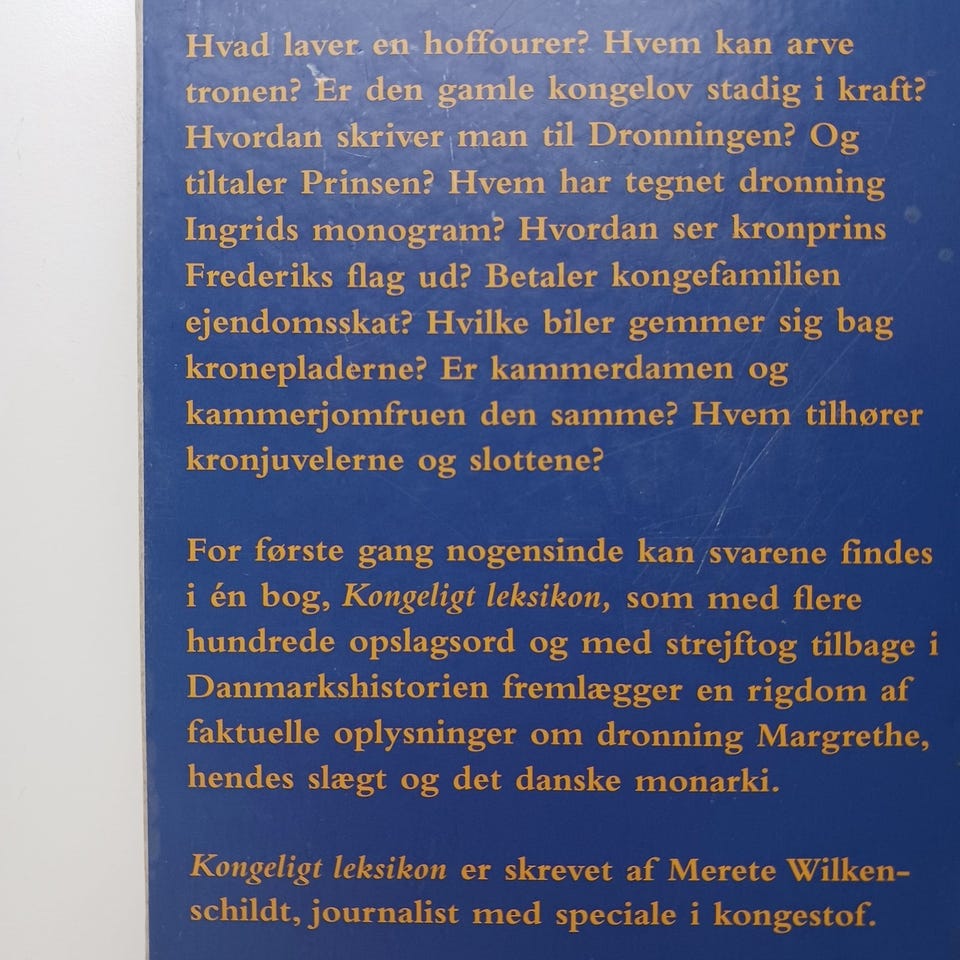 Hvad laver en hoffourer? Hvem kan arve
tronen? Er den gamle kongelov stadig i kraft?
Hvordan skriver man til Dronningen? Og
tiltaler Prinsen? Hvem har tegnet dronning
Ingrids monogram? Hvordan ser kronprins
Frederiks flag ud? Betaler kongefamilien
ejendomsskat? Hvilke biler gemmer sig bag
kronepladerne? Er kammerdamen og
kammerjomfruen den samme? Hvem tilhører
kronjuvelerne og slottene?
For første gang nogensinde kan svarene findes
i én bog, Kongeligt leksikon, som med flere
hundrede opslagsord og med strejftog tilbage i
Danmarkshistorien fremlægger en rigdom af
faktuelle oplysninger om dronning Margrethe,
hendes slægt og det danske monarki.
Kongeligt leksikon er skrevet af Merete Wilken-
schildt, journalist med speciale i kongestof.